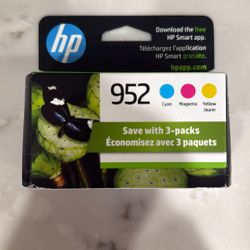 Download the free
HP Smart app.
Téléchargez l'appli
HP Smart gratuite.
hpapp.com
hp
952
Cyan
Magenta
Yellow
Jaune
Save with 3-packs
Économisez avec 3 paquets